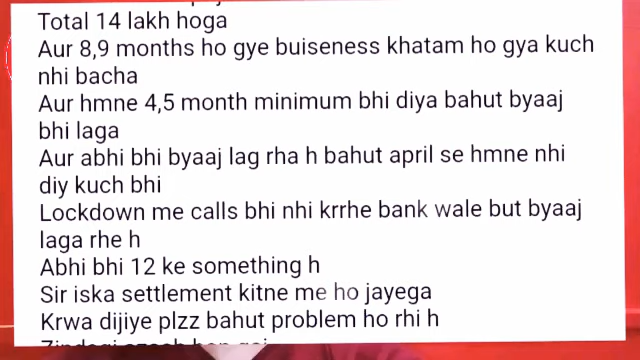 Total 14 lakh hoga
Aur 8,9 months ho gye buiseness khatam ho gya kuch
nhi bacha
Aur hmne 4,5 month minimum bhi diya bahut byaaj
bhi laga
Aur abhi bhi byaaj lag rha h bahut april se hmne nhi
diy kuch bhi
Lockdown me calls bhi nhi krrhe bank wale but byaaj
laga rhe h
Abhi bhi 12 ke something h
Sir iska settlement kitne me ho jayega
Krwa dijiye plzz bahut problem ho rhi h